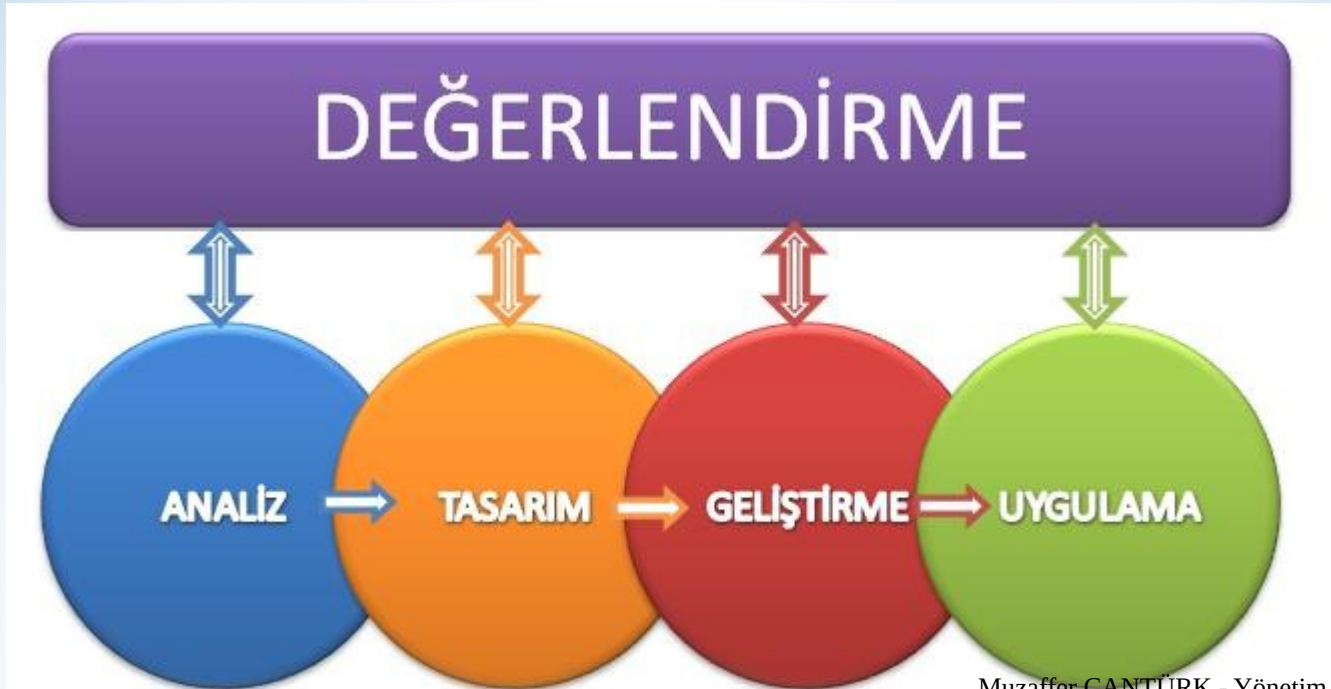 DEĞERLENDİRME
ANALİZ
TASARIM
GELİŞTİRME
UYGULAMA
Muzaffer CANTÜRK - Yönetim